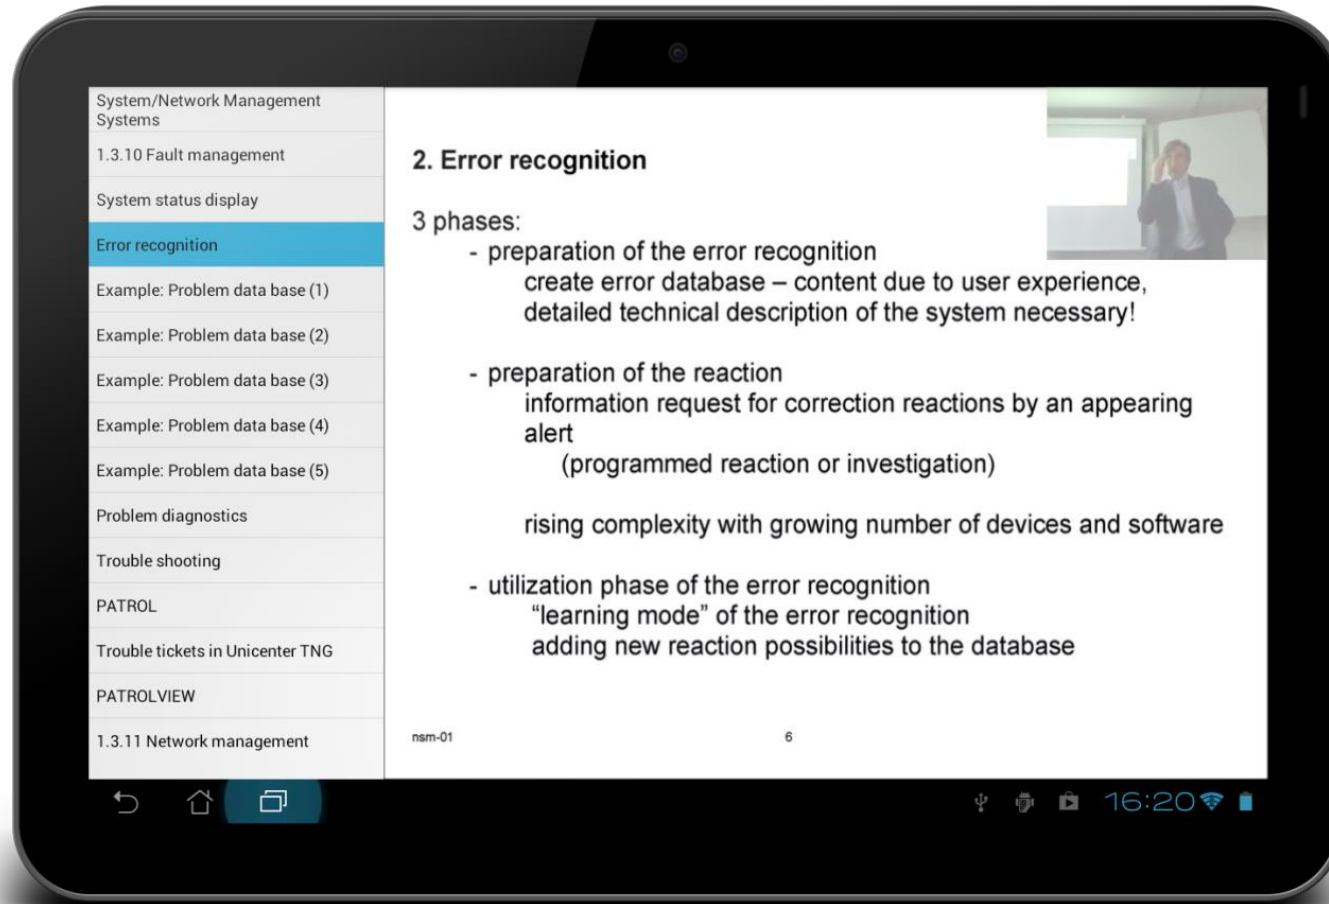 System/Network Management
Systems
1.3.10 Fault management
System status display
Error recognition
Example: Problem data base (1)
Example: Problem data base (2)
Example: Problem data base (3)
Example: Problem data base (4)
Example: Problem data base (5)
Problem diagnostics
Trouble shooting
PATROL
Trouble tickets in Unicenter TNG
PATROLVIEW
1.3.11 Network management
2. Error recognition
3 phases:
- preparation of the error recognition
create error database – content due to user experience,
detailed technical description of the system necessary!
- preparation of the reaction
information request for correction reactions by an appearing
alert
(programmed reaction or investigation)
rising complexity with growing number of devices and software
- utilization phase of the error recognition
“learning mode” of the error recognition
adding new reaction possibilities to the database
nsm-01
6
16:20